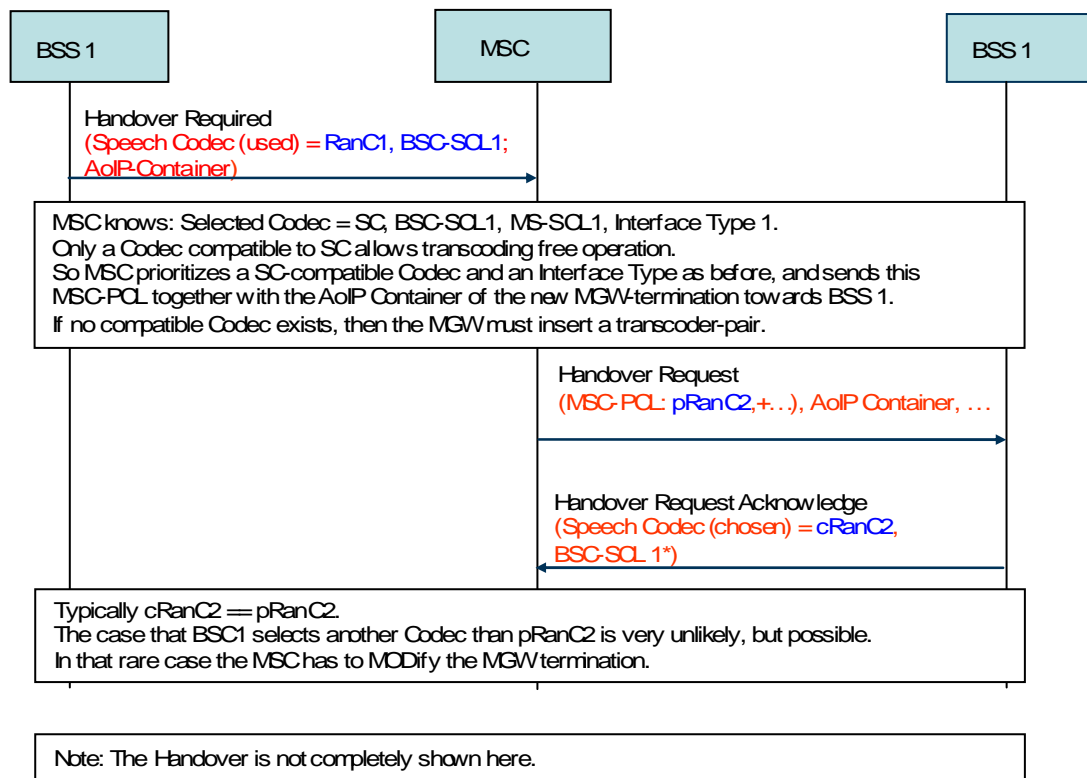 BSS 1
MSC
BSS 1
Handover Required
(Speech Codec (used) = RanC1, BSC-SCL1;
AoIP-Container)
MSC knows: Selected Codec = SC, BSC-SCL1, MS-SCL1, Interface Type 1.
Only a Codec compatible to SC allows transcoding free operation.
So MSC prioritizes a SC-compatible Codec and an Interface Type as before, and sends this
MSC-PCL together with the AoIP Container of the new MGW-termination towards BSS 1.
If no compatible Codec exists, then the MGW must insert a transcoder-pair.
Handover Request
(MSC-PCL: pRanC2,+…), AoIP Container, …
Handover Request Acknowledge
(Speech Codec (chosen) = cRanC2,
BSC-SCL 1*)
Typically cRanC2 == pRanC2.
The case that BSC1 selects another Codec than pRanC2 is very unlikely, but possible.
In that rare case the MSC has to MODify the MGW termination.
Note: The Handover is not completely shown here.